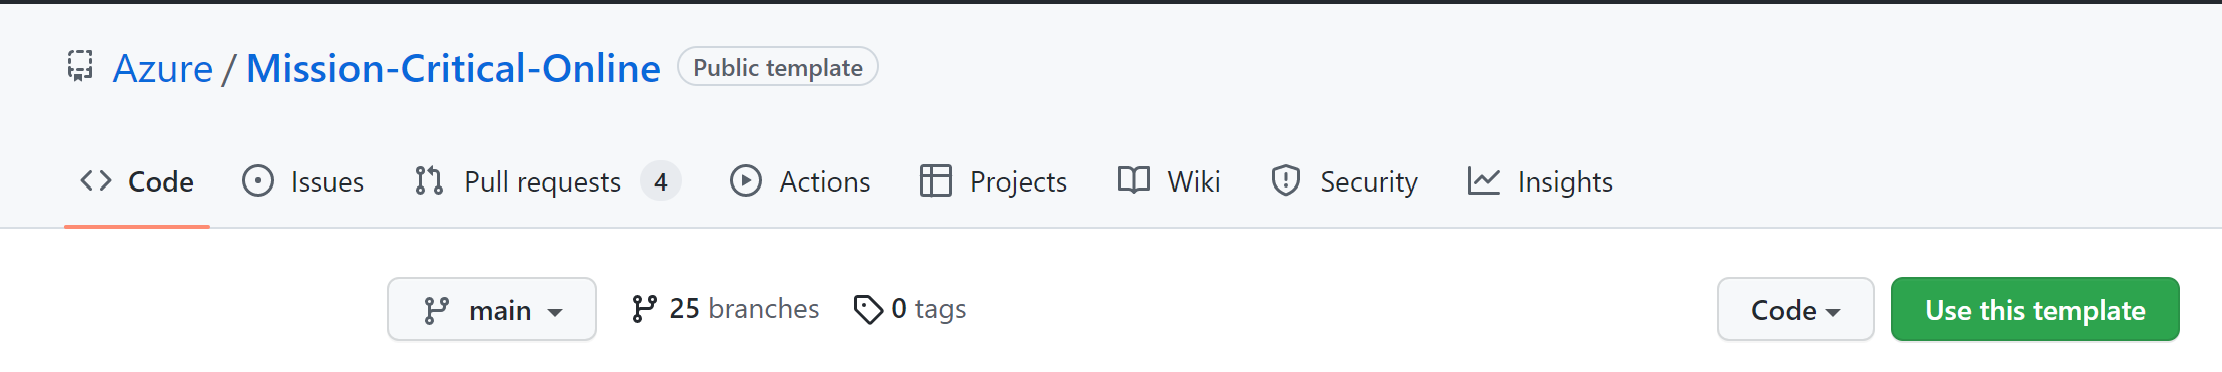 Azure / Mission-Critical-Online Public template
Code Issues Pull requests 4 Actions Projects Wiki Security Insights
main 25 branches 0 tags Code Use this template